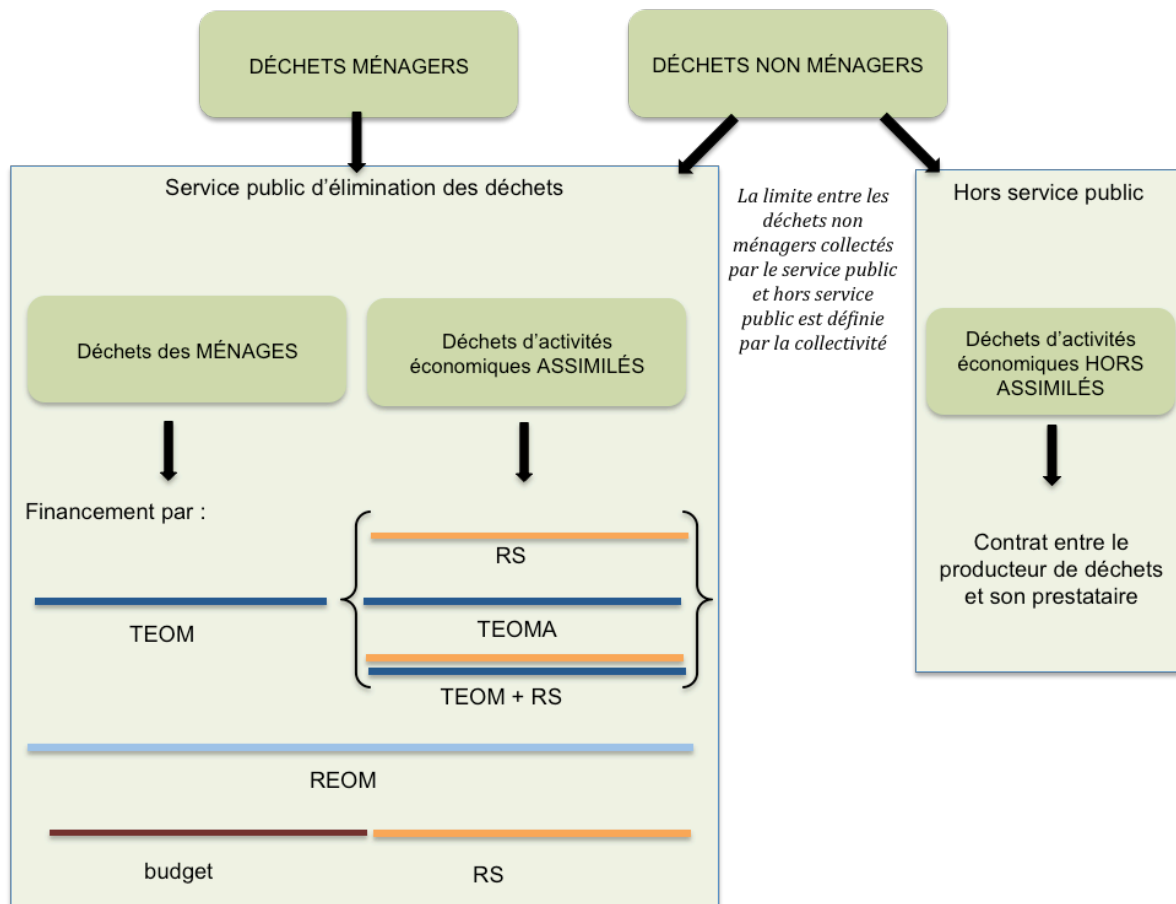 DÉCHETS MÉNAGERS
DÉCHETS NON MÉNAGERS
Service public d'élimination des déchets
La limite entre les
déchets non
ménagers collectés
par le service public
et hors service
public est définie
par la collectivité
Hors service public
Déchets des MÉNAGES
Déchets d'activités
économiques ASSIMILÉS
Déchets d'activités
économiques HORS
ASSIMILÉS
Financement par :
RS
TEOM
TEOMA
TEOM + RS
Contrat entre le
producteur de déchets
et son prestataire
REOM
budget
RS